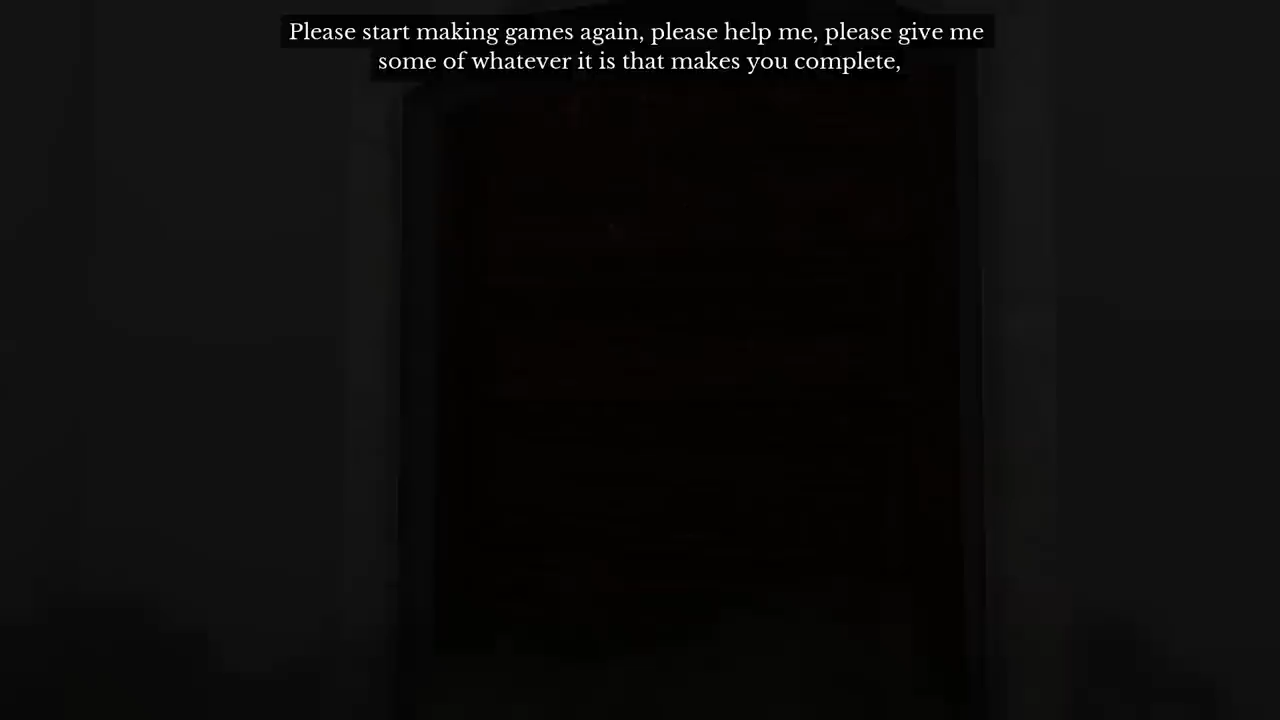 Please start making games again, please help me, please give me
some of whatever it is that makes you complete,